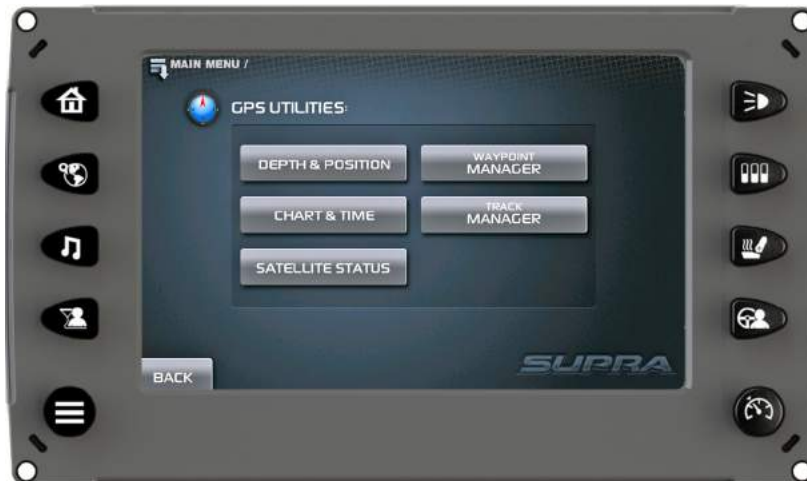 MAIN MENU /
GPS UTILITIES:
DEPTH & POSITION
WAYPOINT
MANAGER
CHART & TIME
TRACK
MANAGER
SATELLITE STATUS
BACK
SUPRA